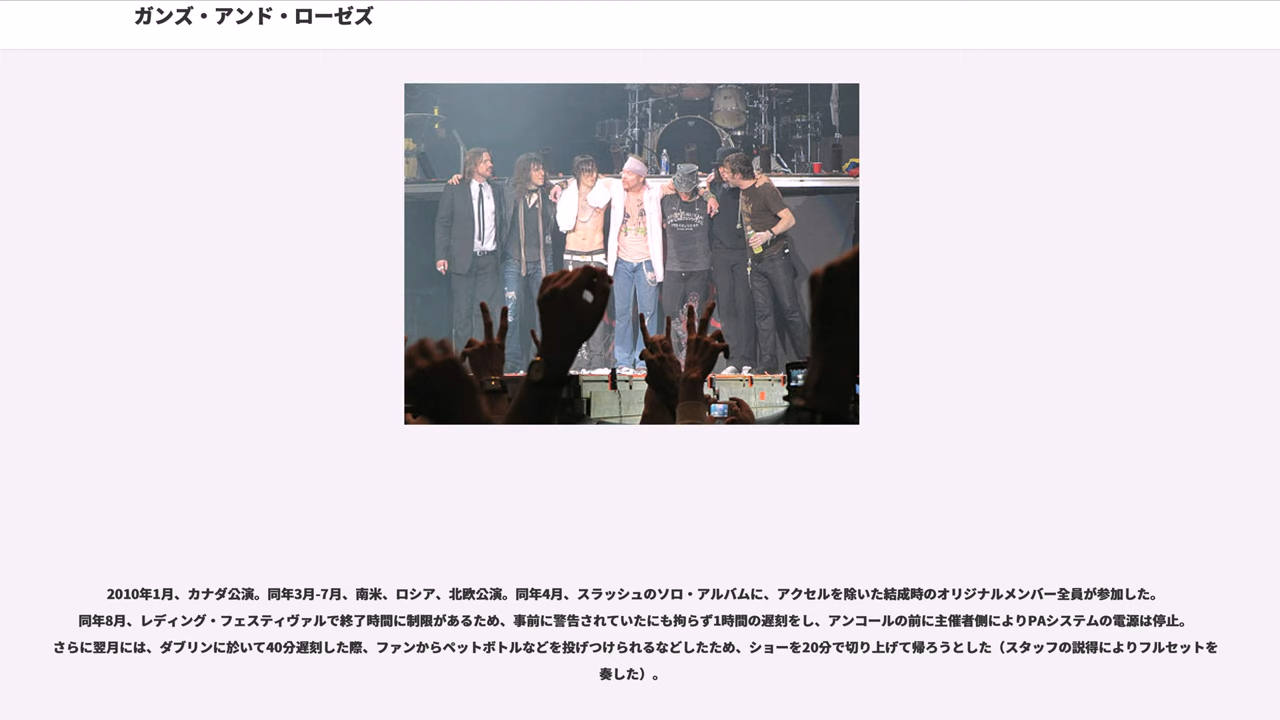 ガンズ・アンド・ローゼズ
2010年1月、カナダ公演。同年3月-7月、南米、ロシア、北欧公演。同年4月、スラッシュのソロ・アルバムに、アクセルを除いた結成時のオリジナルメンバー全員が参加した。
同年8月、レディング・フェスティヴァルで終了時間に制限があるため、事前に警告されていたにも拘らず1時間の遅刻をし、アンコールの前に主催者側によりPAシステムの電源は停止。
さらに翌月には、ダブリンに於いて40分遅刻した際、ファンからペットボトルなどを投げつけられるなどしたため、ショーを20分で切り上げて帰ろうとした（スタッフの説得によりフルセットを
奏した）。